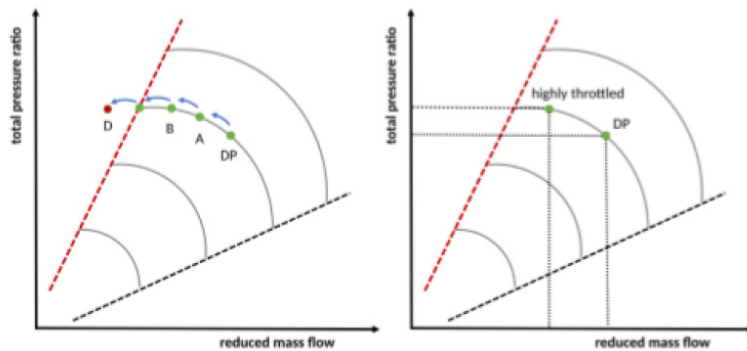 total pressure ratio
D
B
A
DP
reduced mass flow
total pressure ratio
highly throttled
DP
reduced mass flow